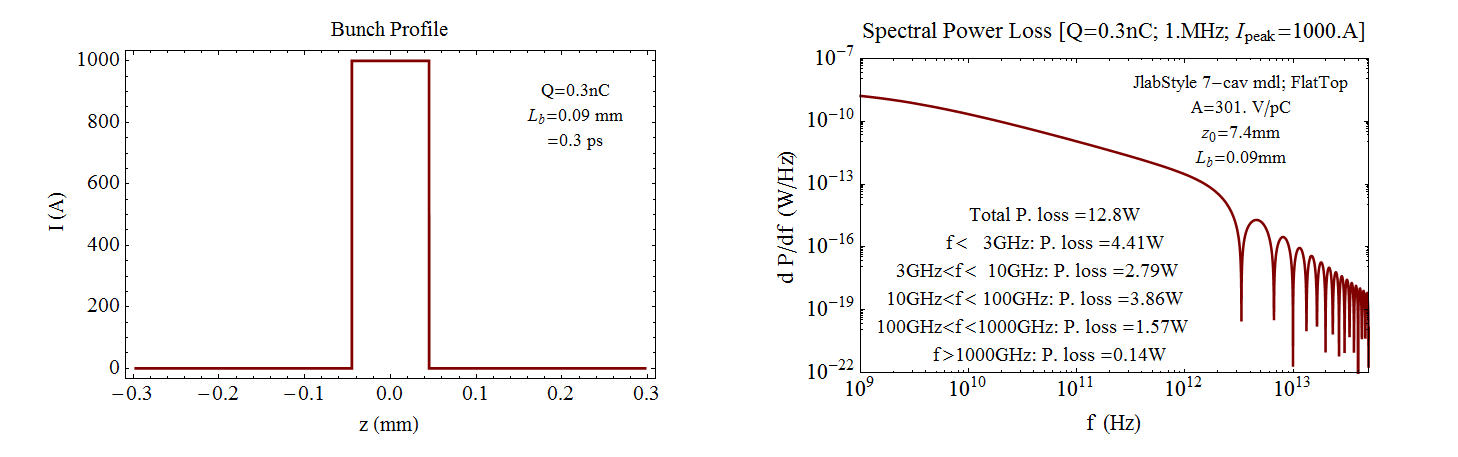 Bunch Profile
1000
800
600
400
200
0
I (A)
Q=0.3nC
L_b=0.09 mm
=0.3 ps
−0.3 −0.2 −0.1 0.0 0.1 0.2 0.3
z (mm)
Spectral Power Loss [Q=0.3nC; 1.MHz; I_peak=1000.A]
10^−7
10^−10
10^−13
10^−16
10^−19
10^−22
d P/df (W/Hz)
JlabStyle 7−cav mdl; FlatTop
A=301. V/pC
z_0=7.4mm
L_b=0.09mm
Total P. loss =12.8W
f< 3GHz: P. loss =4.41W
3GHz<f< 10GHz: P. loss =2.79W
10GHz<f< 100GHz: P. loss =3.86W
100GHz<f<1000GHz: P. loss =1.57W
f>1000GHz: P. loss =0.14W
10^9 10^10 10^11 10^12 10^13
f (Hz)